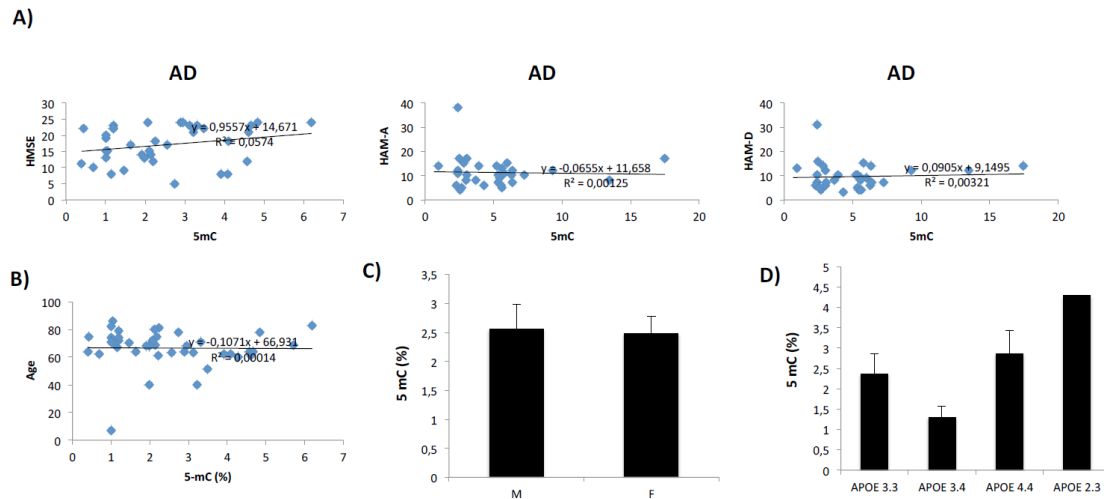 A)
AD
HMSE
30
25
20
15
10
5
0
y = 0,9557x + 14,671
R² = 0,0574
0 1 2 3 4 5 6 7
5mC
AD
HAM-A
40
30
20
10
0
y = -0.0655x + 11,658
R² = 0,00125
0 5 10 15 20
5mC
AD
HAM-D
40
30
20
10
0
y = 0,0905x + 9,1495
R² = 0,00321
0 5 10 15 20
5mC
B)
Age
100
80
60
40
20
0
y = -0,1071x + 66,931
R² = 0,00014
0 1 2 3 4 5 6 7
5-mC (%)
C)
5 mC (%)
3,5
3
2,5
2
1,5
1
0,5
0
M F
D)
5 mC (%)
5
4,5
4
3,5
3
2,5
2
1,5
1
0,5
0
APOE 3.3 APOE 3.4 APOE 4.4 APOE 2.3